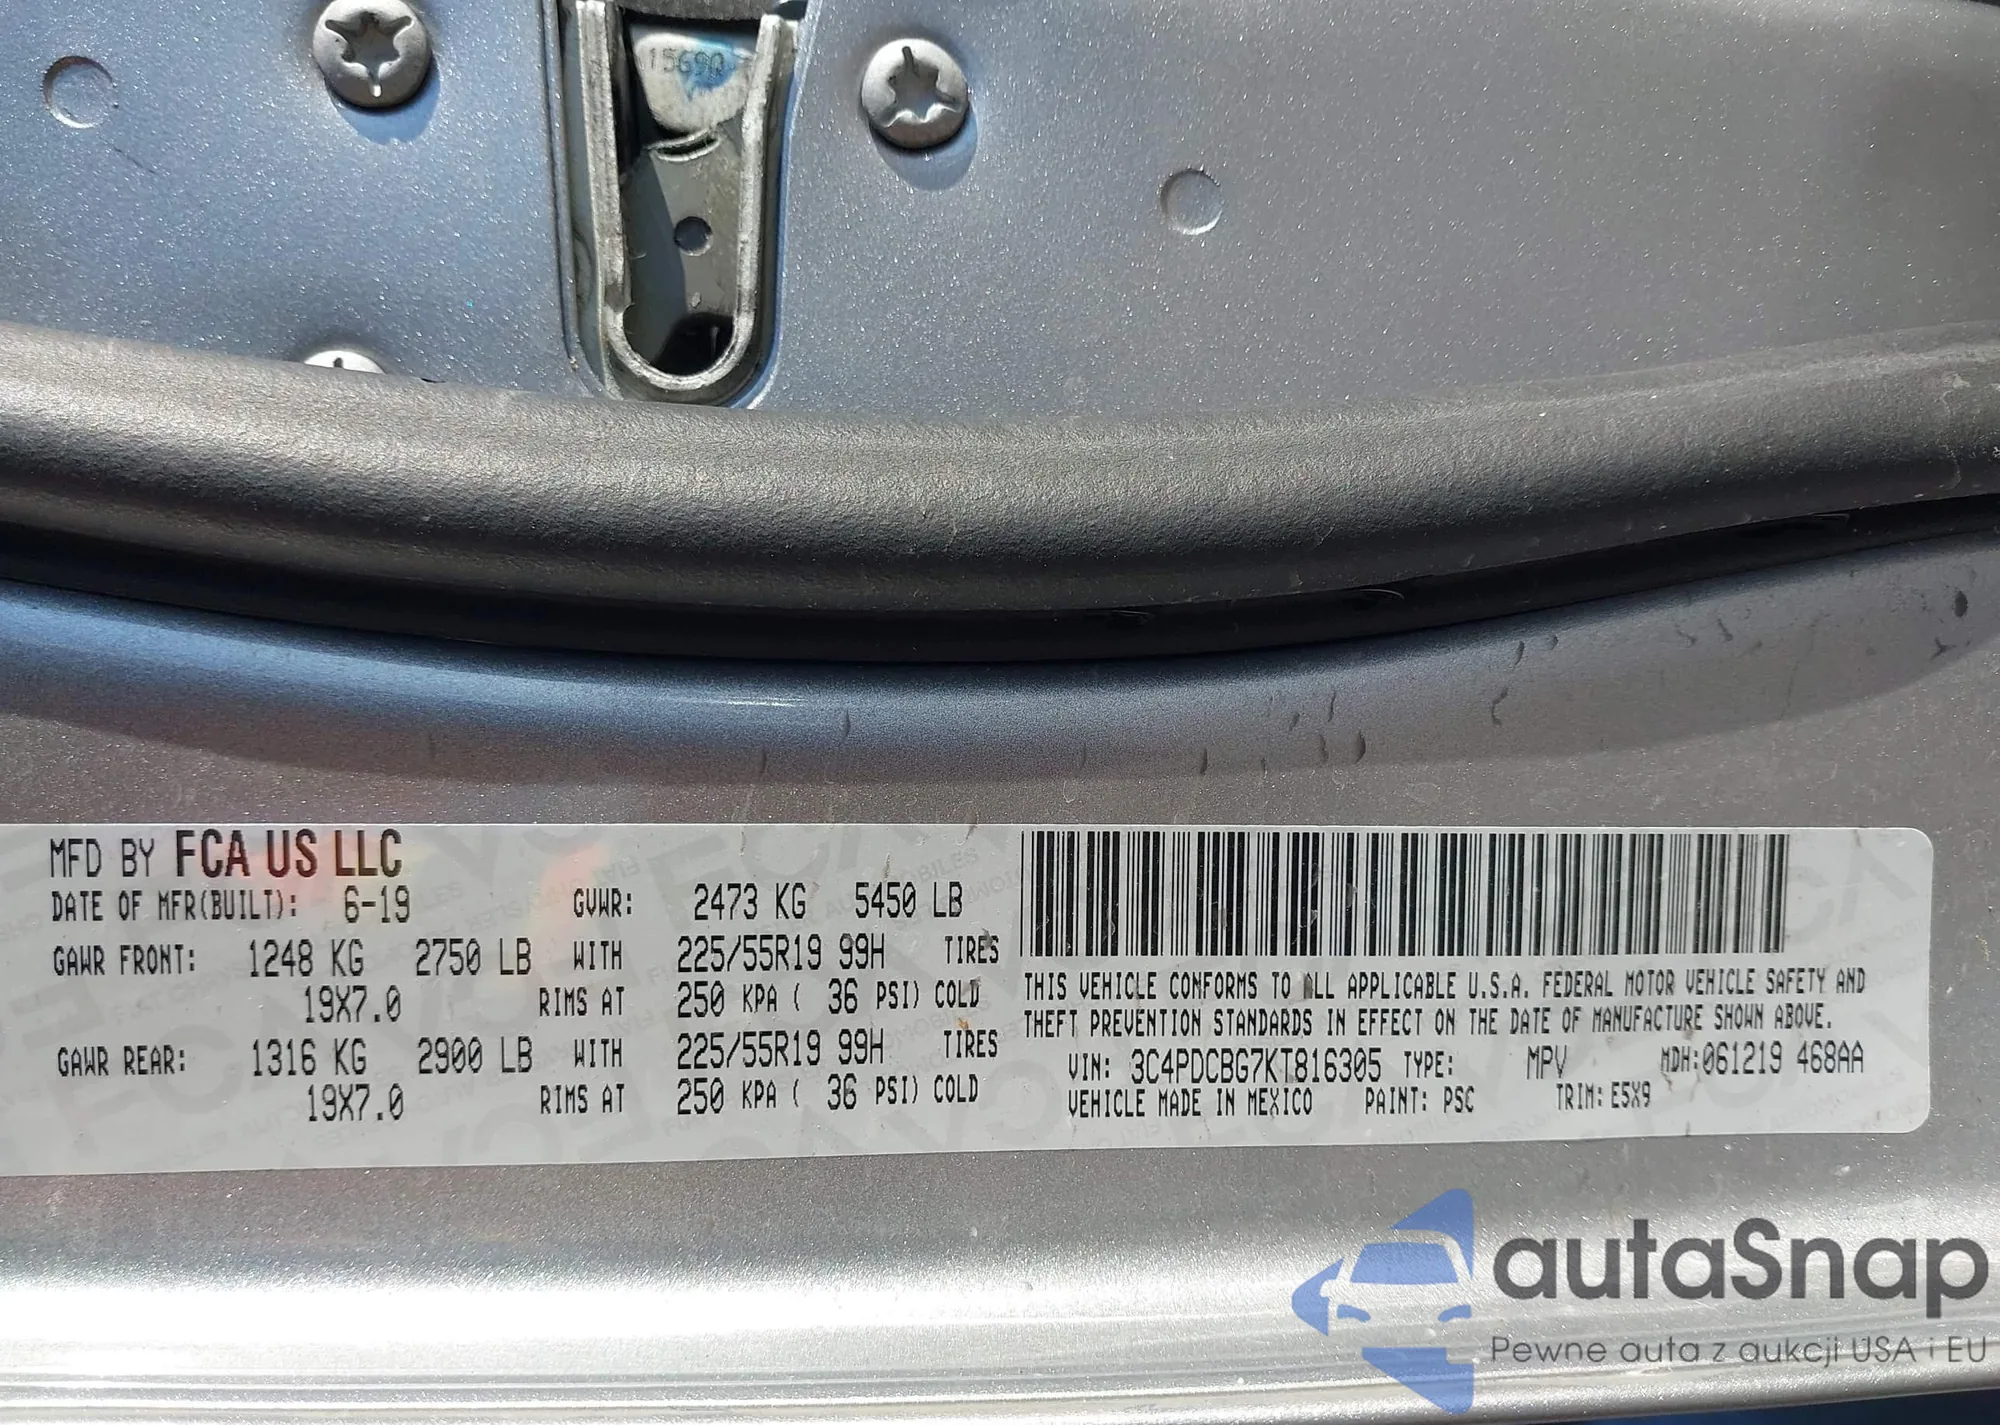 1569Q
MFD BY FCA US LLC
DATE OF MFR(BUILT): 6-19 GVWR: 2473 KG 5450 LB
GAWR FRONT: 1248 KG 2750 LB WITH 225/55R19 99H TIRES
19X7.0 RIMS AT 250 KPA ( 36 PSI) COLD
GAWR REAR: 1316 KG 2900 LB WITH 225/55R19 99H TIRES
19X7.0 RIMS AT 250 KPA ( 36 PSI) COLD
THIS VEHICLE CONFORMS TO ALL APPLICABLE U.S.A. FEDERAL MOTOR VEHICLE SAFETY AND
THEFT PREVENTION STANDARDS IN EFFECT ON THE DATE OF MANUFACTURE SHOWN ABOVE.
VIN: 3C4PDCBG7KT816305 TYPE: MPV MDH:061219 468AA
VEHICLE MADE IN MEXICO PAINT: PSC TRIM: E5X9
autaSnap
Pewne auta z aukcji USA i EU